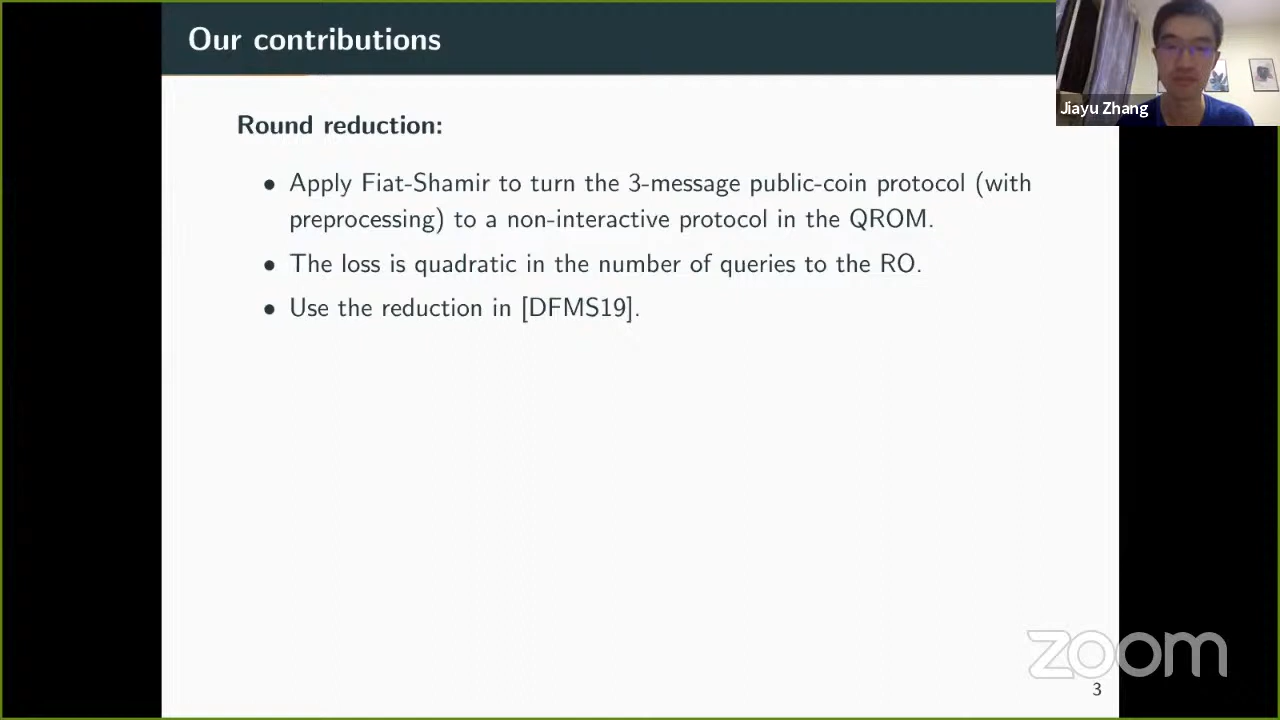 Our contributions
Jiayu Zhang
Round reduction:
● Apply Fiat-Shamir to turn the 3-message public-coin protocol (with
preprocessing) to a non-interactive protocol in the QROM.
● The loss is quadratic in the number of queries to the RO.
● Use the reduction in [DFMS19].
zoom
3